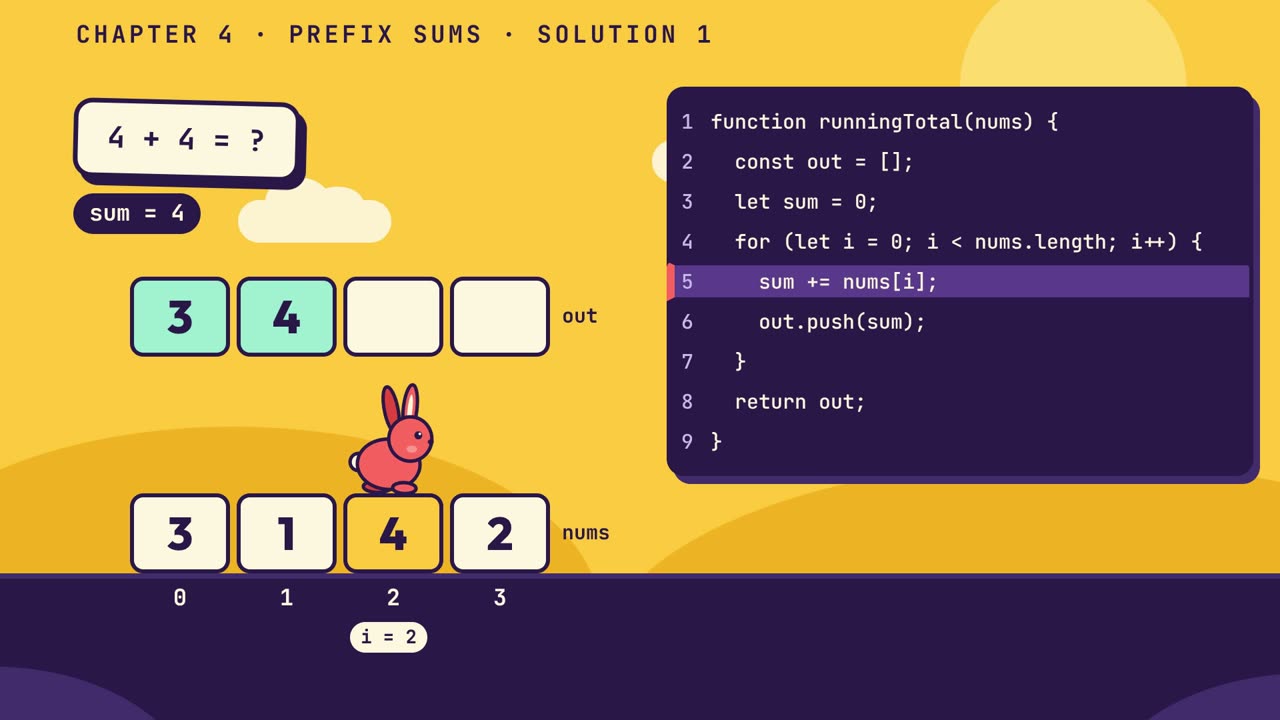 CHAPTER 4 · PREFIX SUMS · SOLUTION 1
4 + 4 = ?
sum = 4
3 4 out
3 1 4 2 nums
0 1 2 3
i = 2
1 function runningTotal(nums) {
2   const out = [];
3   let sum = 0;
4   for (let i = 0; i < nums.length; i++) {
5     sum += nums[i];
6     out.push(sum);
7   }
8   return out;
9 }